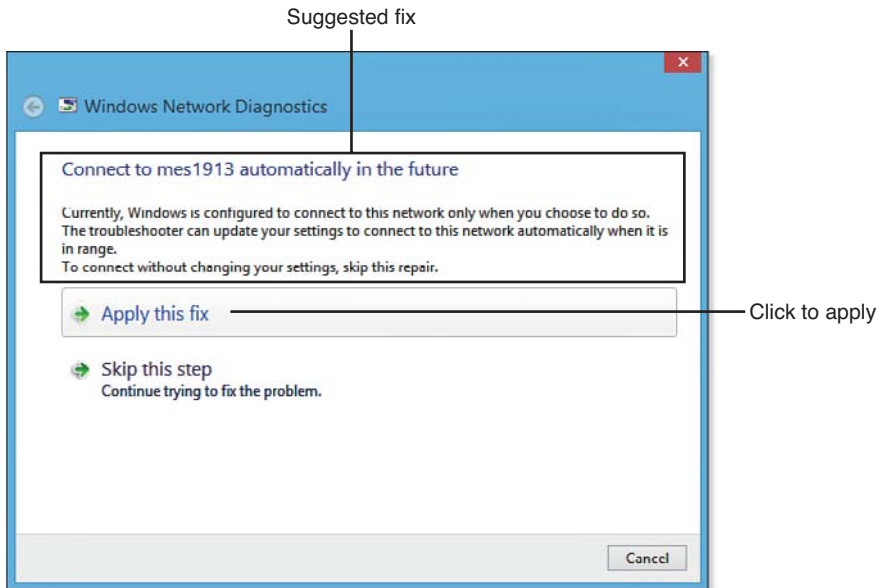 Suggested fix
Windows Network Diagnostics
Connect to mes1913 automatically in the future
Currently, Windows is configured to connect to this network only when you choose to do so.
The troubleshooter can update your settings to connect to this network automatically when it is
in range.
To connect without changing your settings, skip this repair.
Apply this fix
Click to apply
Skip this step
Continue trying to fix the problem.
Cancel